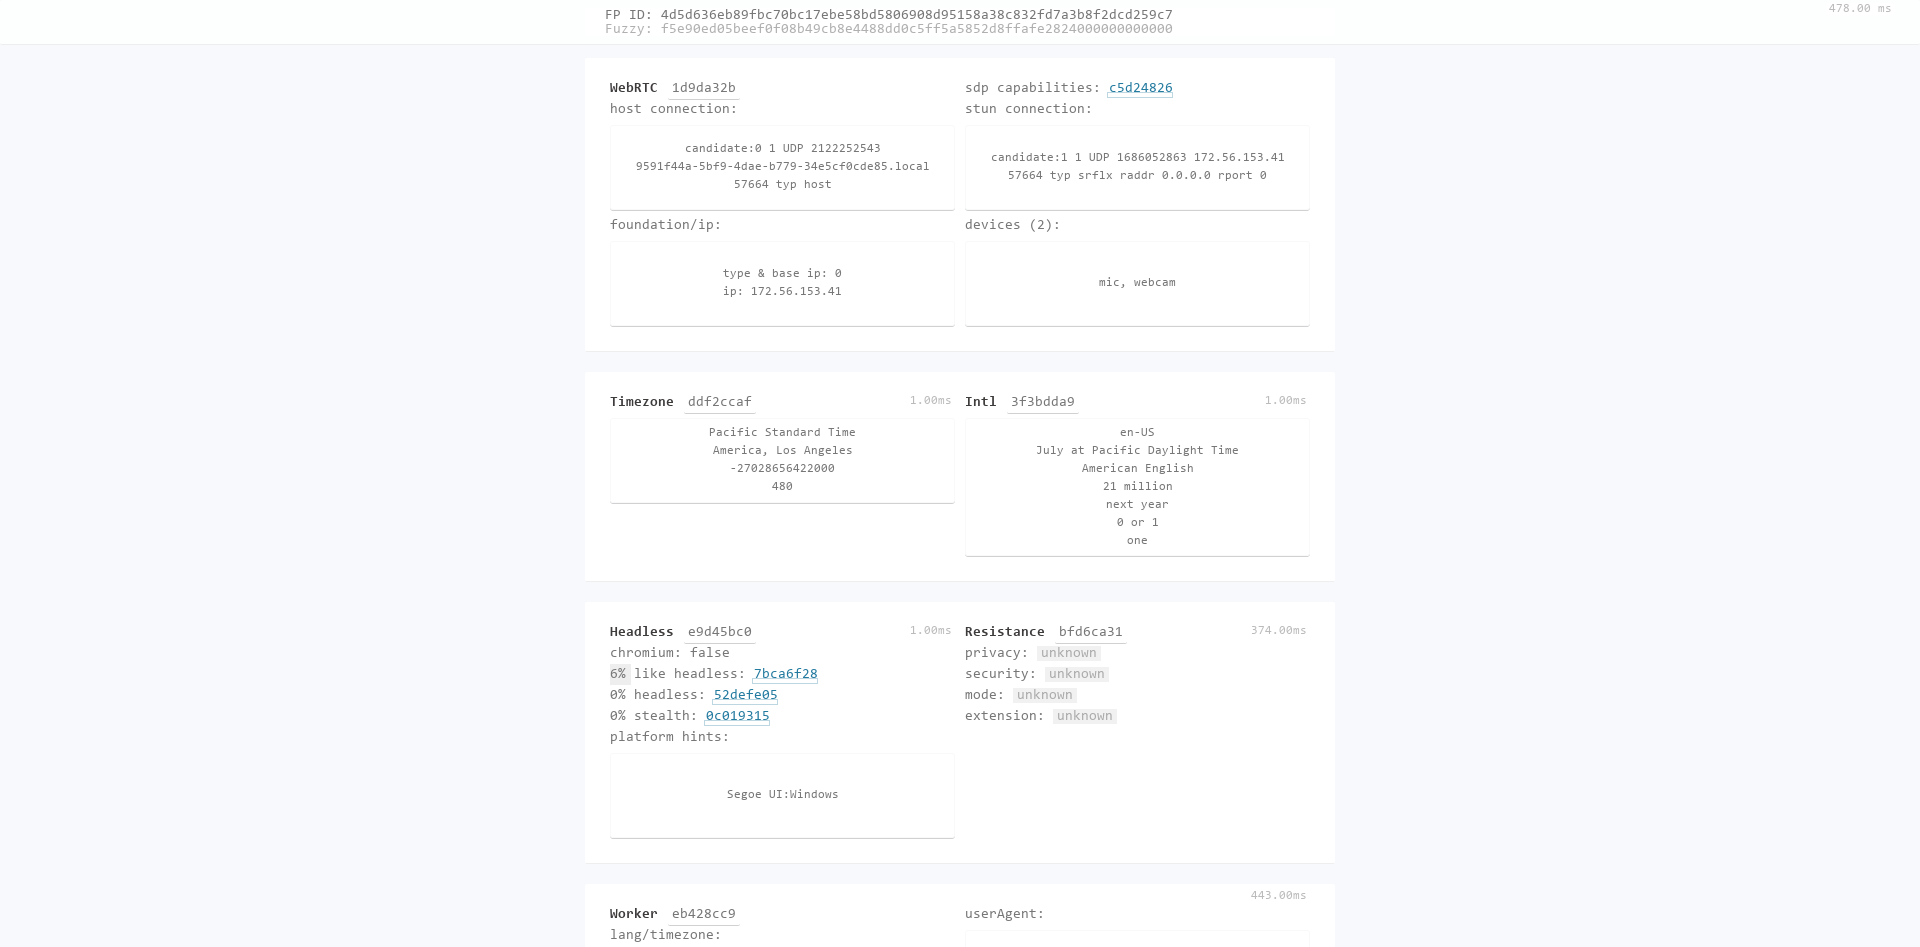 FP ID: 4d5d636eb89fbc70bc17ebe58bd5806908d95158a38c832fd7a3b8f2dcd259c7
478.00 ms
Fuzzy: f5e90ed05beef0f08b49cb8e4488dd0c5ff5a5852d8ffafe2824000000000000
WebRTC 1d9da32b
host connection:
candidate:0 1 UDP 2122252543
9591f44a-5bf9-4dae-b779-34e5cf0cde85.local
57664 typ host
sdp capabilities: c5d24826
stun connection:
candidate:1 1 UDP 1686052863 172.56.153.41
57664 typ srflx raddr 0.0.0.0 rport 0
foundation/ip:
type & base ip: 0
ip: 172.56.153.41
devices (2):
mic, webcam
Timezone ddf2ccaf 1.00ms
Pacific Standard Time
America, Los Angeles
-27028656422000
480
Intl 3f3bdda9 1.00ms
en-US
July at Pacific Daylight Time
American English
21 million
next year
0 or 1
one
Headless e9d45bc0 1.00ms
chromium: false
6% like headless: 7bca6f28
0% headless: 52defe05
0% stealth: 0c019315
platform hints:
Segoe UI:Windows
Resistance bfd6ca31 374.00ms
privacy: unknown
security: unknown
mode: unknown
extension: unknown
443.00ms
Worker eb428cc9
lang/timezone:
userAgent: